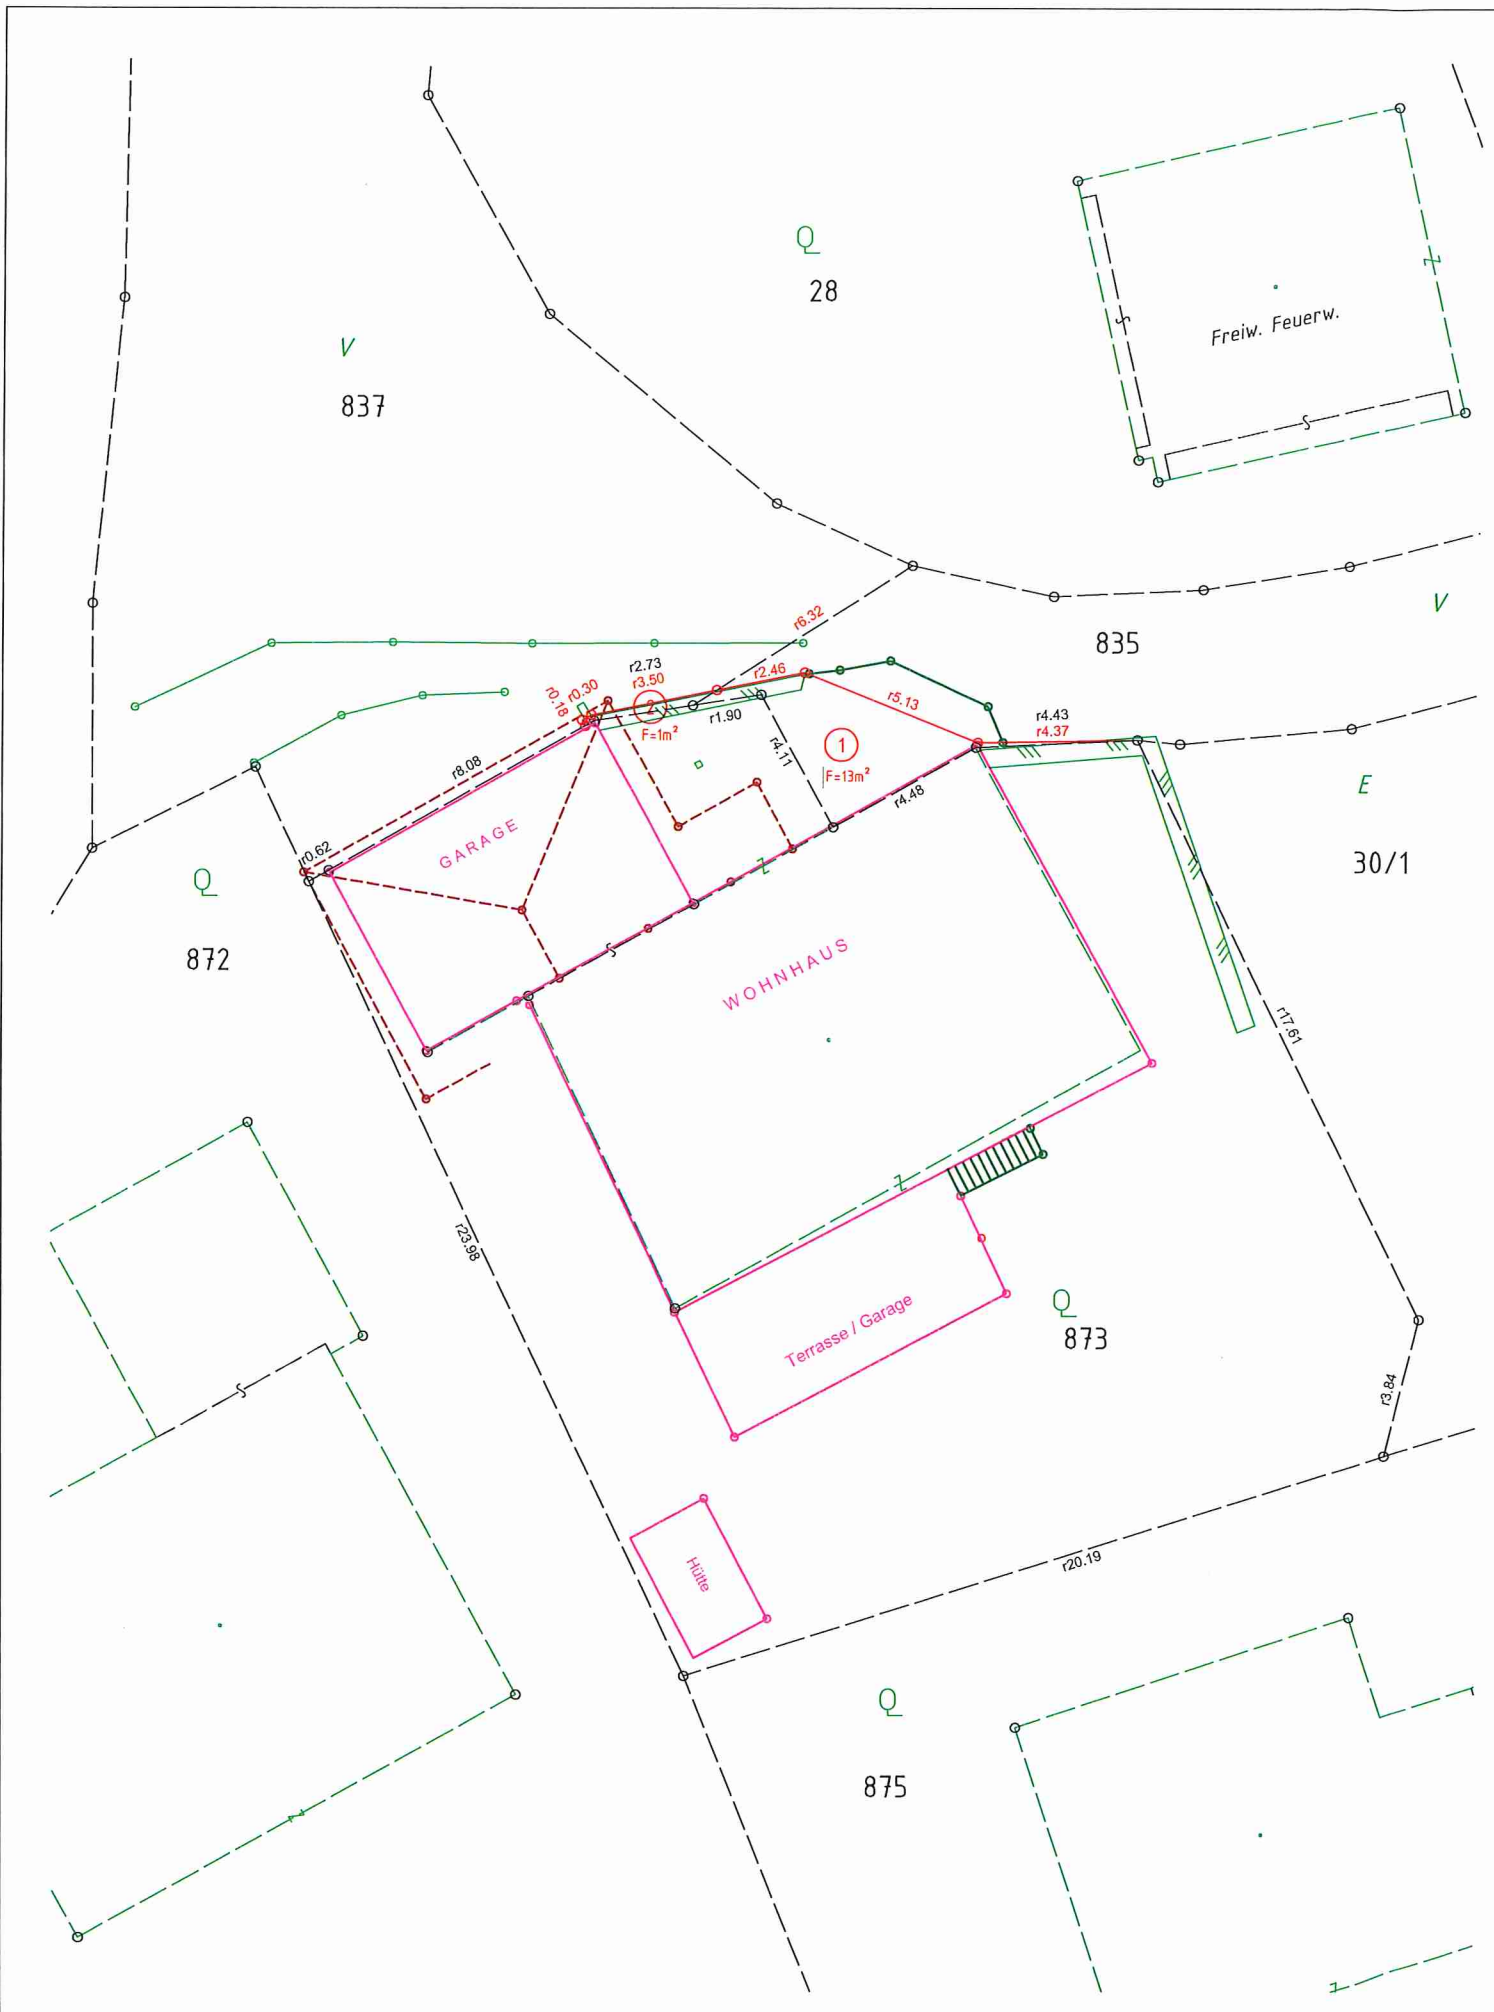 Q
28
Freiw. Feuerw.
V
837
V
835
r6.32
r2.73
r3.50
r2.46
r0.30
r0.18
2
F=1m²
r1.90
r5.13
r4.43
r4.37
r4.11
1
F=13m²
r8.08
r4.48
r0.62
GARAGE
E
30/1
Q
872
WOHNHAUS
r17.61
r23.98
Terrasse / Garage
Q
873
r3.84
Hütte
r20.19
Q
875